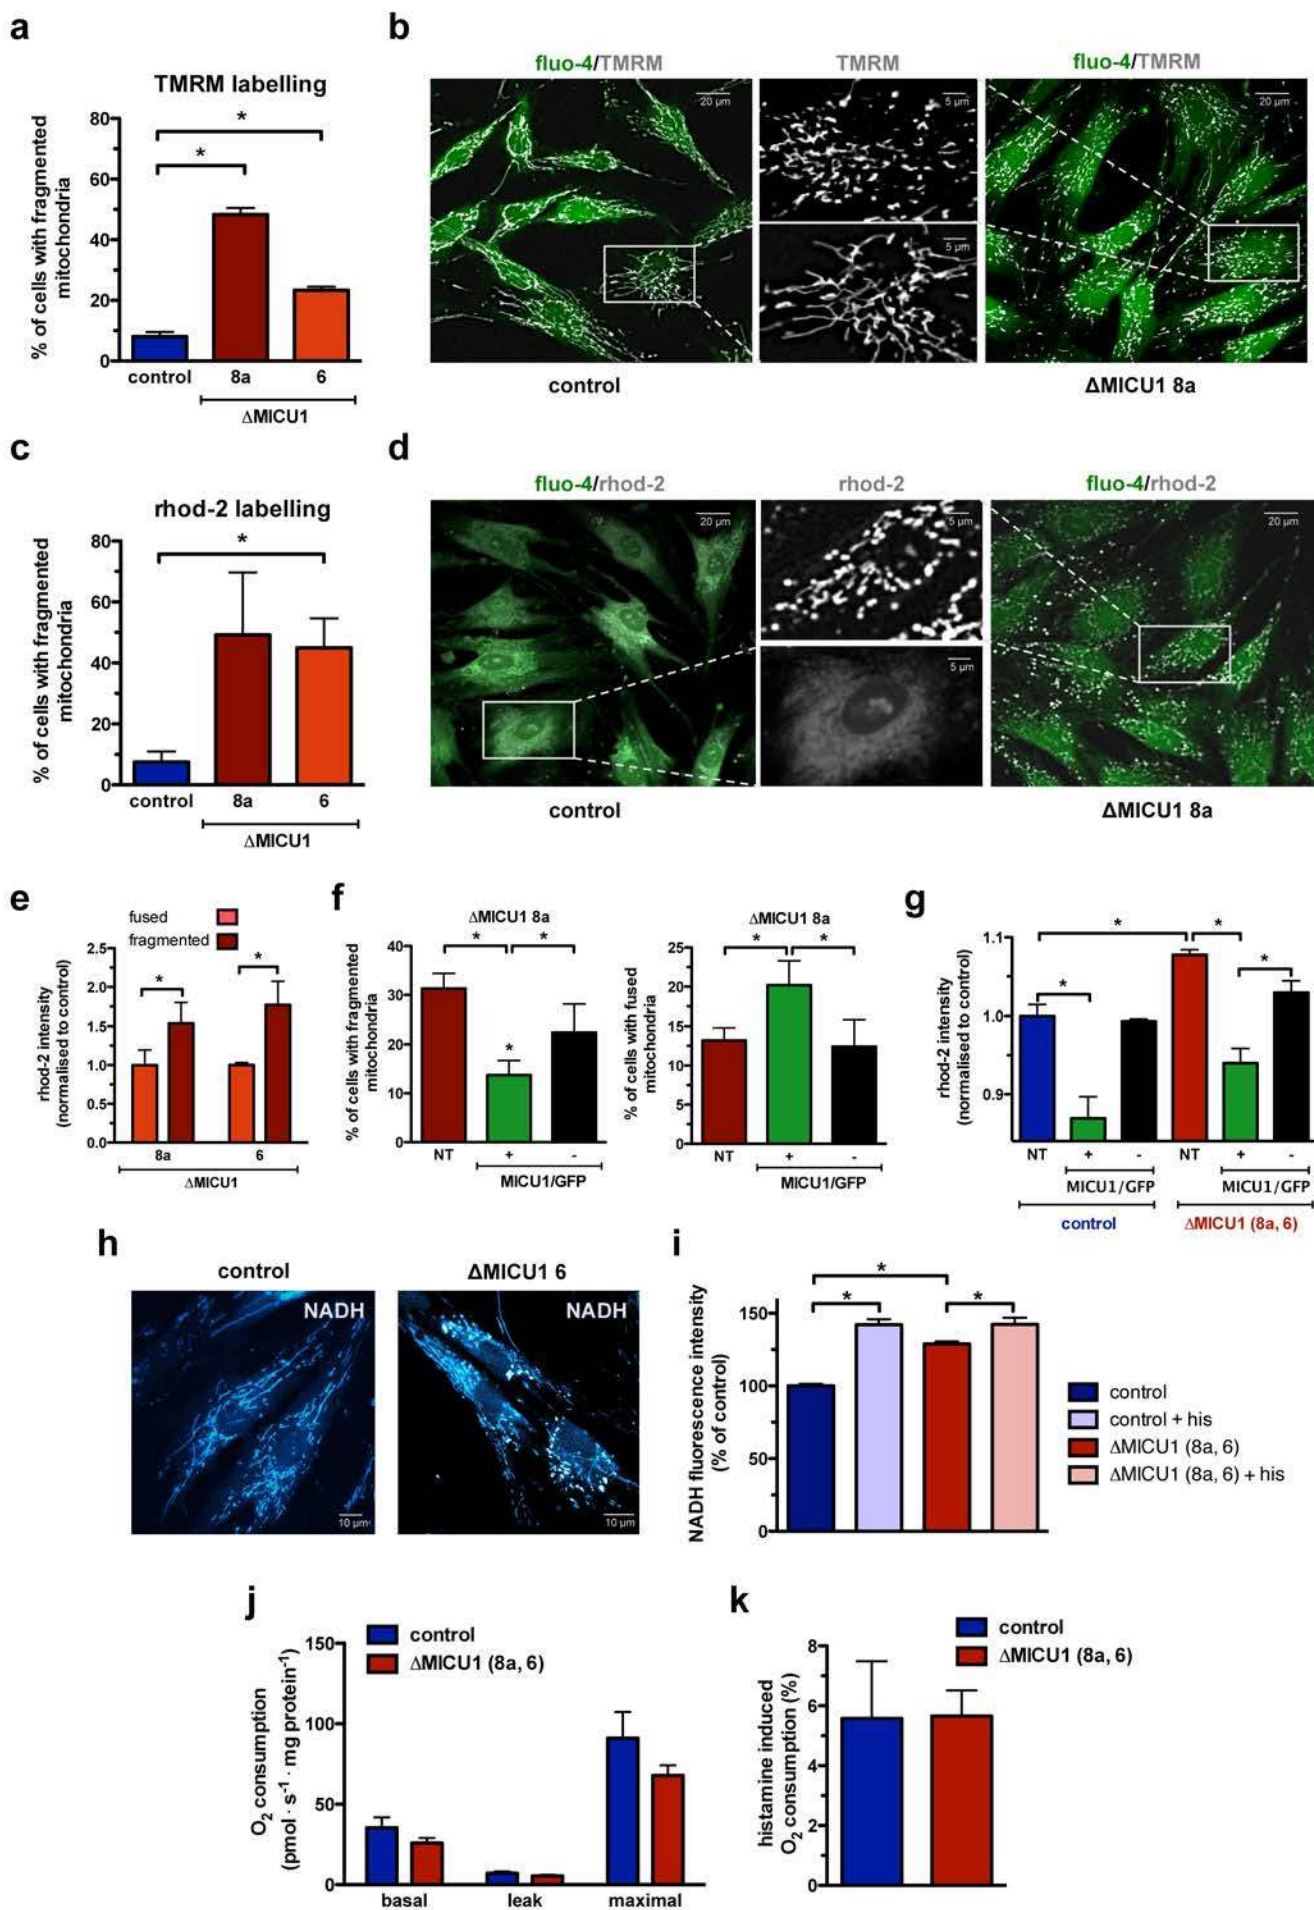 a
TMRM labelling
% of cells with fragmented
mitochondria
80
60
40
20
0
*
*
control
8a
6
ΔMICU1
b
fluo-4/TMRM
TMRM
fluo-4/TMRM
20 µm
5 µm
5 µm
20 µm
control
ΔMICU1 8a
c
rhod-2 labelling
% of cells with fragmented
mitochondria
80
60
40
20
0
*
control
8a
6
ΔMICU1
d
fluo-4/rhod-2
rhod-2
fluo-4/rhod-2
20 µm
5 µm
5 µm
20 µm
control
ΔMICU1 8a
e
fused
fragmented
rhod-2 intensity
(normalised to control)
2.5
2.0
1.5
1.0
0.5
0.0
*
*
8a
6
ΔMICU1
f
ΔMICU1 8a
% of cells with fragmented
mitochondria
40
30
20
10
0
*
*
*
NT
+
-
MICU1/GFP
ΔMICU1 8a
% of cells with fused
mitochondria
25
20
15
10
5
0
*
*
NT
+
-
MICU1/GFP
g
rhod-2 intensity
(normalised to control)
1.1
1.0
0.9
*
*
*
*
NT
+
-
NT
+
-
MICU1/GFP
MICU1/GFP
control
ΔMICU1 (8a, 6)
h
control
ΔMICU1 6
NADH
NADH
10 µm
10 µm
i
NADH fluorescence intensity
(% of control)
150
100
50
0
*
*
*
control
control + his
ΔMICU1 (8a, 6)
ΔMICU1 (8a, 6) + his
j
control
ΔMICU1 (8a, 6)
O₂ consumption
(pmol · s⁻¹ · mg protein⁻¹)
150
100
50
0
basal
leak
maximal
k
control
ΔMICU1 (8a, 6)
histamine induced
O₂ consumption (%)
8
6
4
2
0